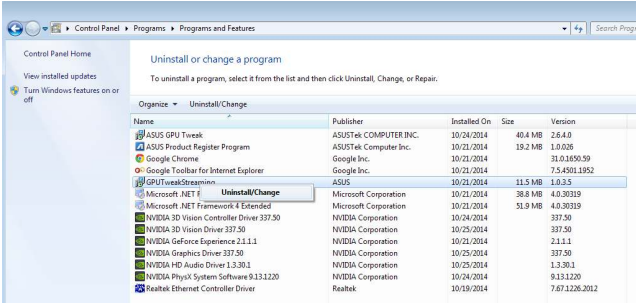 Control Panel ▸ Programs ▸ Programs and Features
Search Prog
Control Panel Home
View installed updates
Turn Windows features on or
off
Uninstall or change a program
To uninstall a program, select it from the list and then click Uninstall, Change, or Repair.
Organize Uninstall/Change
Name Publisher Installed On Size Version
ASUS GPU Tweak ASUSTek COMPUTER INC. 10/24/2014 40.4 MB 2.6.4.0
ASUS Product Register Program ASUSTek Computer Inc. 10/21/2014 19.2 MB 1.0.026
Google Chrome Google Inc. 10/21/2014 31.0.1650.59
Google Toolbar for Internet Explorer Google Inc. 10/21/2014 7.5.4501.1952
GPUTweakStreaming ASUS 10/21/2014 11.5 MB 1.0.3.5
Uninstall/Change
Microsoft .NET F Microsoft Corporation 10/21/2014 38.8 MB 4.0.30319
Microsoft .NET Framework 4 Extended Microsoft Corporation 10/21/2014 51.9 MB 4.0.30319
NVIDIA 3D Vision Controller Driver 337.50 NVIDIA Corporation 10/24/2014 337.50
NVIDIA 3D Vision Driver 337.50 NVIDIA Corporation 10/25/2014 337.50
NVIDIA GeForce Experience 2.1.1.1 NVIDIA Corporation 10/21/2014 2.1.1.1
NVIDIA Graphics Driver 337.50 NVIDIA Corporation 10/25/2014 337.50
NVIDIA HD Audio Driver 1.3.30.1 NVIDIA Corporation 10/25/2014 1.3.30.1
NVIDIA PhysX System Software 9.13.1220 NVIDIA Corporation 10/24/2014 9.13.1220
Realtek Ethernet Controller Driver Realtek 10/19/2014 7.67.1226.2012